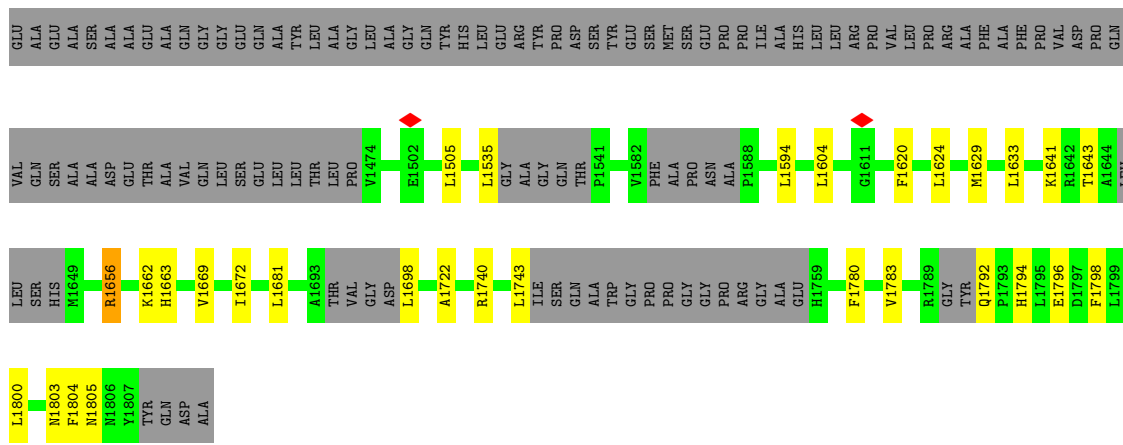 GLU ALA GLU ALA SER ALA ALA GLU ALA GLN GLY GLY GLU GLN ALA TYR LEU ALA GLY LEU ALA GLY GLN TYR HIS LEU GLU ARG TYR PRO ASP SER TYR GLU SER MET SER GLU PRO PRO ILE ALA HIS LEU LEU ARG PRO VAL LEU PRO ARG ALA PHE ALA PHE PRO VAL ASP PRO GLN
VAL GLN SER ALA ALA ASP GLU THR ALA VAL GLN LEU SER GLU LEU LEU THR LEU PRO V1474 E1502 L1505 L1535 GLY ALA GLY GLN THR P1541 V1582 PHE ALA PRO ASN ALA P1588 L1594 L1604 G1611 F1620 L1624 M1629 L1633 K1641 R1642 T1643 A1644 LEU
LEU SER HIS M1649 R1656 K1662 H1663 V1669 I1672 L1681 A1693 THR VAL GLY ASP L1698 A1722 R1740 L1743 ILE SER GLN ALA TRP GLY PRO PRO GLY GLY PRO ARG GLY ALA GLU H1759 F1780 V1783 R1789 GLY TYR Q1792 P1793 H1794 L1795 E1796 D1797 F1798 L1799
L1800 N1803 F1804 N1805 N1806 Y1807 TYR GLN ASP ALA